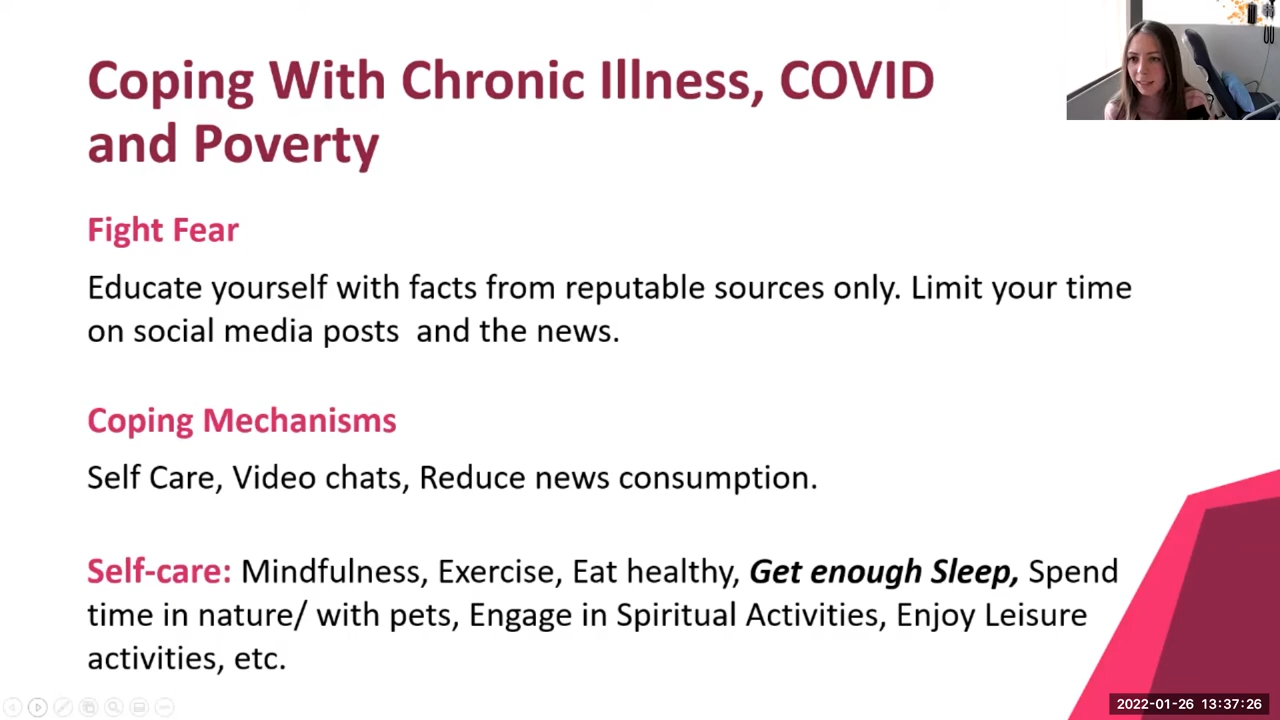 Coping With Chronic Illness, COVID
and Poverty
Fight Fear
Educate yourself with facts from reputable sources only. Limit your time
on social media posts  and the news.
Coping Mechanisms
Self Care, Video chats, Reduce news consumption.
Self-care: Mindfulness, Exercise, Eat healthy, Get enough Sleep, Spend
time in nature/ with pets, Engage in Spiritual Activities, Enjoy Leisure
activities, etc.
2022-01-26 13:37:26